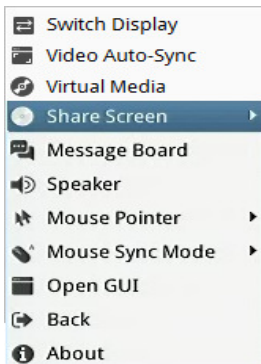 Switch Display
Video Auto-Sync
Virtual Media
Share Screen
Message Board
Speaker
Mouse Pointer
Mouse Sync Mode
Open GUI
Back
About